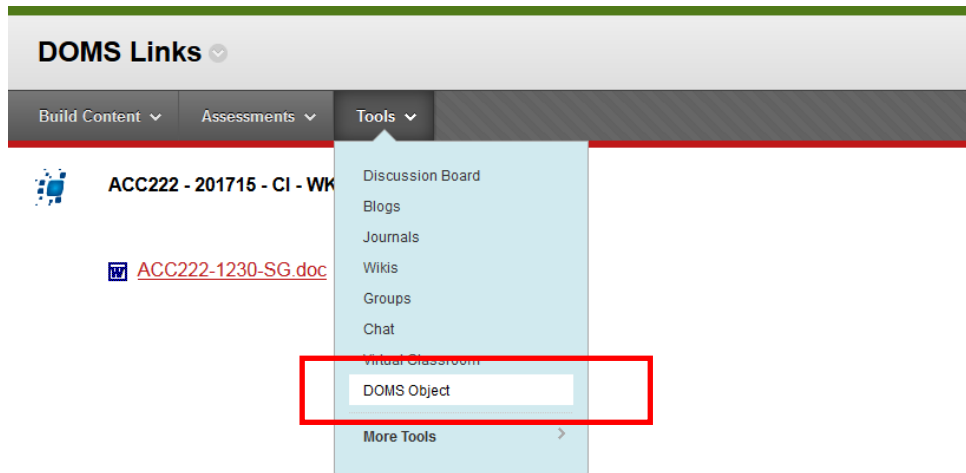 DOMS Links
Build Content Assessments Tools
ACC222 - 201715 - CI - WK
ACC222-1230-SG.doc
Discussion Board
Blogs
Journals
Wikis
Groups
Chat
Virtual Classroom
DOMS Object
More Tools